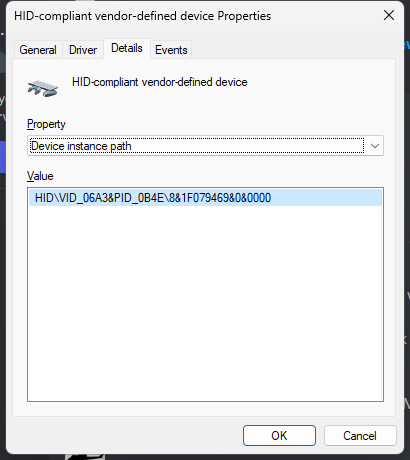 HID-compliant vendor-defined device Properties
General Driver Details Events
HID-compliant vendor-defined device
Property
Device instance path
Value
HID\VID_06A3&PID_0B4E\8&1F079469&0&0000
OK Cancel